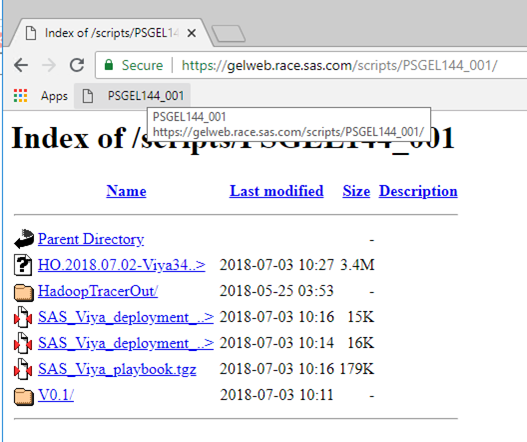 Index of /scripts/PSGEL14
Secure https://gelweb.race.sas.com/scripts/PSGEL144_001/
Apps PSGEL144_001
PSGEL144_001
https://gelweb.race.sas.com/scripts/PSGEL144_001/
Index of /scripts/PSGEL144_001
Name Last modified Size Description
Parent Directory -
HO.2018.07.02-Viya34..> 2018-07-03 10:27 3.4M
HadoopTracerOut/ 2018-05-25 03:53 -
SAS_Viya_deployment_..> 2018-07-03 10:16 15K
SAS_Viya_deployment_..> 2018-07-03 10:14 16K
SAS_Viya_playbook.tgz 2018-07-03 10:16 179K
V0.1/ 2018-07-03 10:11 -